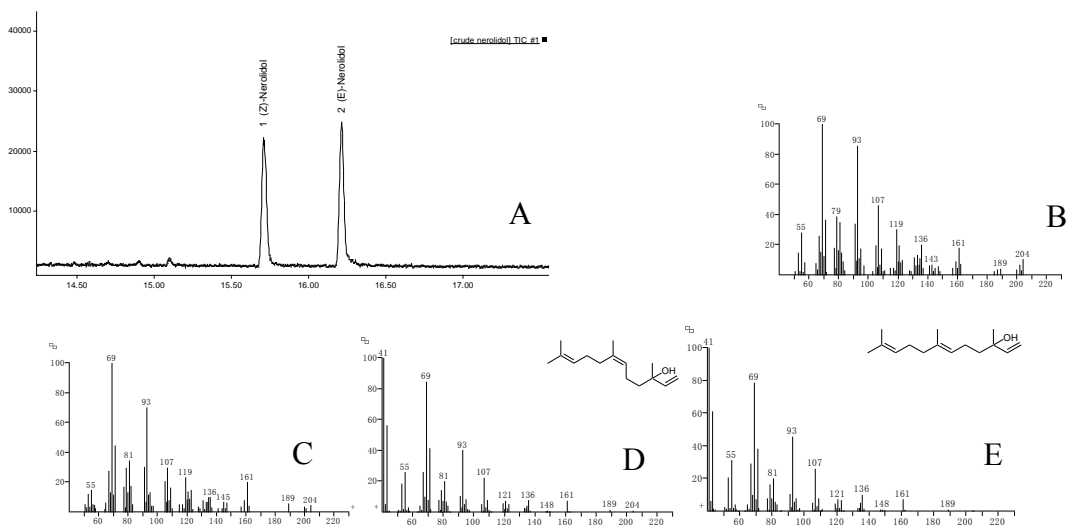 40000
30000
20000
10000
[crude nerolidol] TIC #1
1 (Z)-Nerolidol
2 (E)-Nerolidol
14.50 15.00 15.50 16.00 16.50 17.00
A
100
80
60
40
20
55 69 79 93 107 119 136 143 161 189 204
60 80 100 120 140 160 180 200 220
B
100
80
60
40
20
55 69 81 93 107 119 136 145 161 189 204
60 80 100 120 140 160 180 200 220
C
100
80
60
40
20
41 55 69 81 93 107 121 136 148 161 189 204
60 80 100 120 140 160 180 200 220
OH
D
100
80
60
40
20
41 55 69 81 93 107 121 136 148 161 189
60 80 100 120 140 160 180 200 220
OH
E